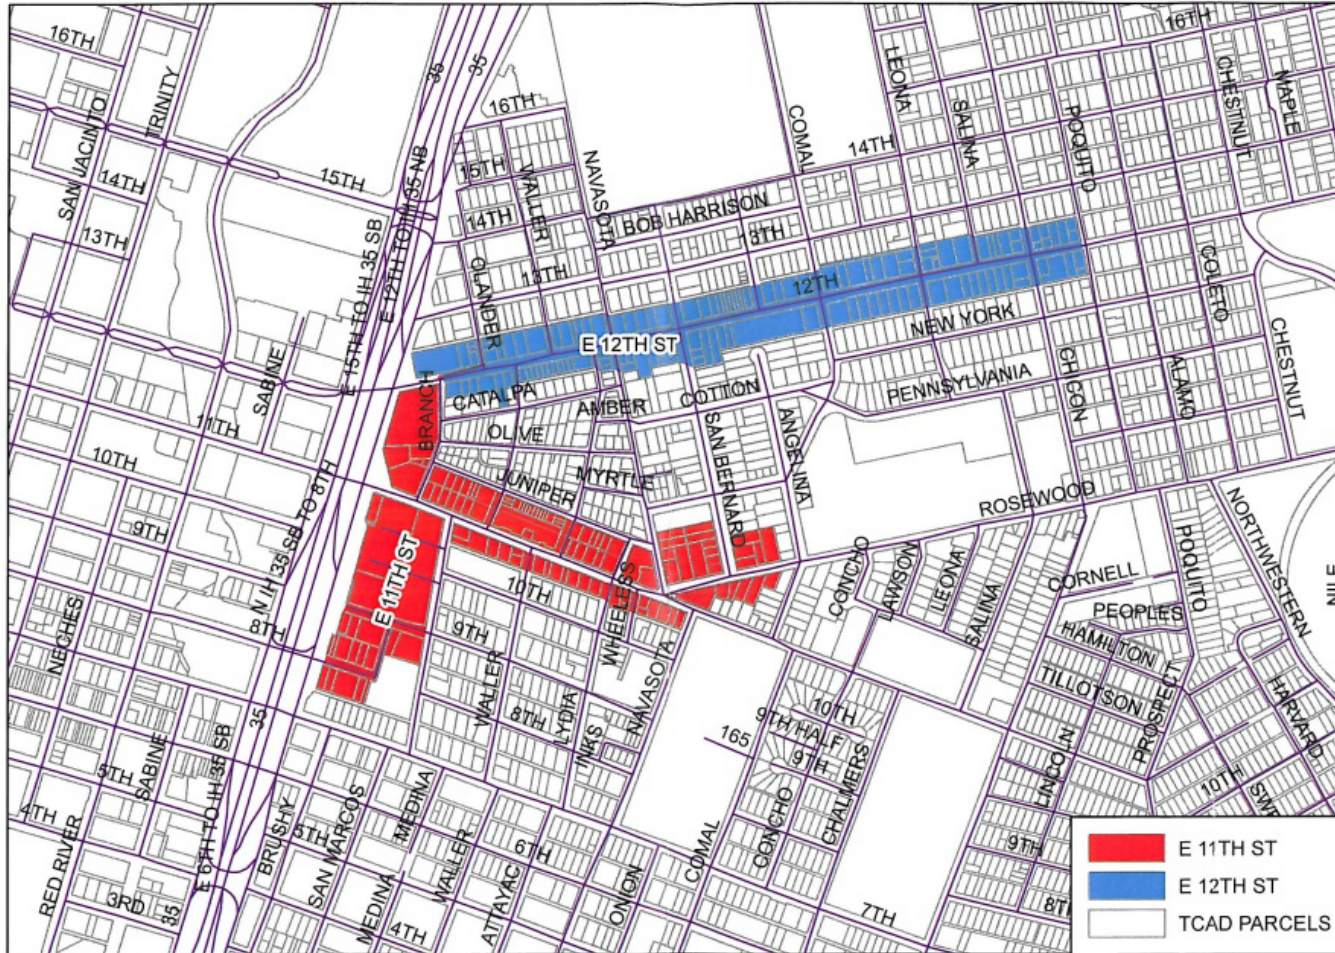 16TH
TRINITY
SAN JACINTO
14TH
13TH
15TH
35
35
E 12TH TO IH 35 NB
E 15TH TO IH 35 SB
16TH
15TH
WALLER
14TH
NAVASOTA
OLANDER
13TH
BOB HARRISON
13TH
COMAL
14TH
LEONA
SALINA
POQUITO
16TH
CHESTNUT
MAPLE
12TH
E 12TH ST
NEW YORK
PENNSYLVANIA
CHICON
ALAMO
COLETO
CHESTNUT
SABINE
11TH
10TH
9TH
8TH
N IH 35 SB TO 8TH
BRANCH
CATALPA
AMBER
COTTON
OLIVE
MYRTLE
JUNIPER
SAN BERNARD
ANGELINA
ROSEWOOD
E 11TH ST
10TH
WHEELESS
9TH
WALLER
8TH
LYDIA
INKS
NAVASOTA
CONCHO
LAWSON
LEONA
SALINA
CORNELL
PEOPLES
HAMILTON
TILLOTSON
PROSPECT
POQUITO
NORTHWESTERN
NILE
HARVARD
10TH
SWE
LINCOLN
9TH
8TH
NECHES
SABINE
5TH
4TH
RED RIVER
3RD
35
35
E 6TH TO IH 35 SB
BRUSHY
5TH
SAN MARCOS
MEDINA
MEDINA
4TH
WALLER
ATTAYAC
6TH
ONION
COMAL
165
9TH HALF
10TH
9TH
CONCHO
CHALMERS
7TH
E 11TH ST
E 12TH ST
TCAD PARCELS